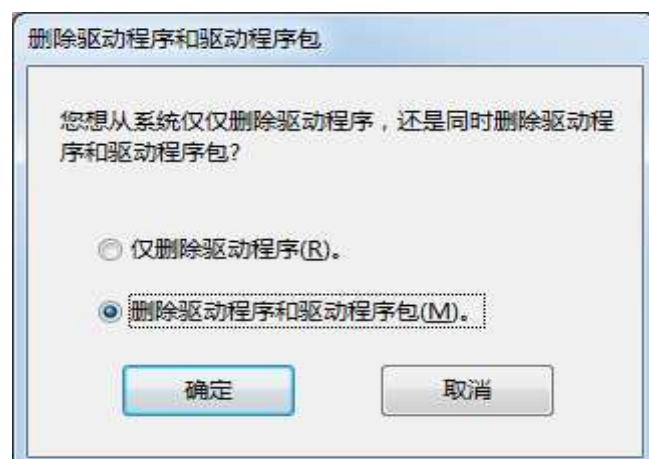 删除驱动程序和驱动程序包
您想从系统仅仅删除驱动程序，还是同时删除驱动程
序和驱动程序包?
仅删除驱动程序(R)。
删除驱动程序和驱动程序包(M)。
确定
取消